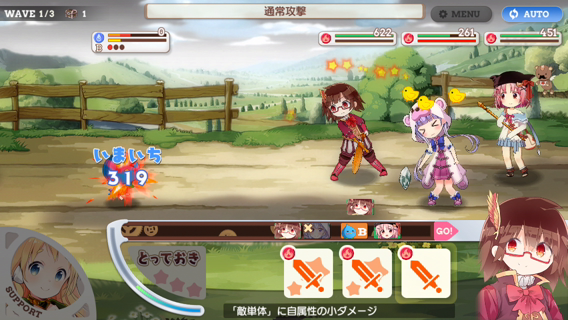 WAVE 1/3
1
通常攻撃
MENU
AUTO
B
0
622
261
451
いまいち
319
B
GO!
とっておき
SUPPORT
「敵単体」に自属性の小ダメージ